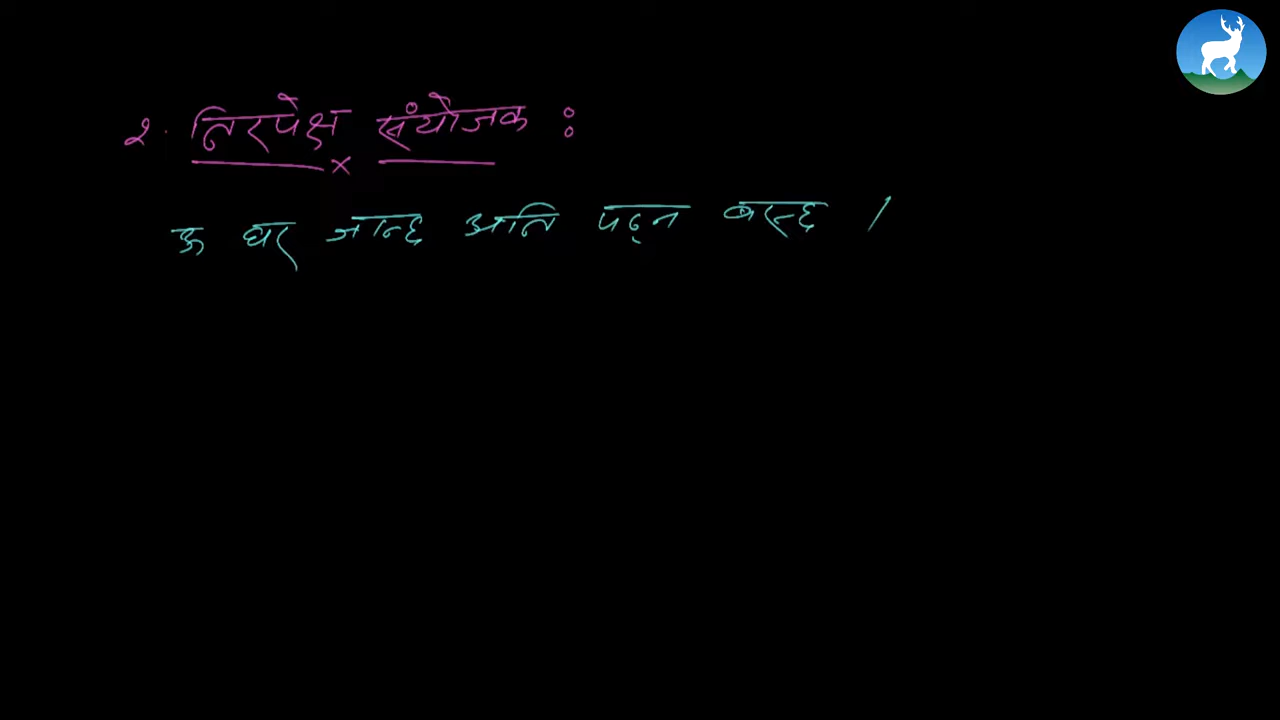 २. निरपेक्ष संयोजक :
ऊ घर जान्छ अनि पढ्न बस्छ ।